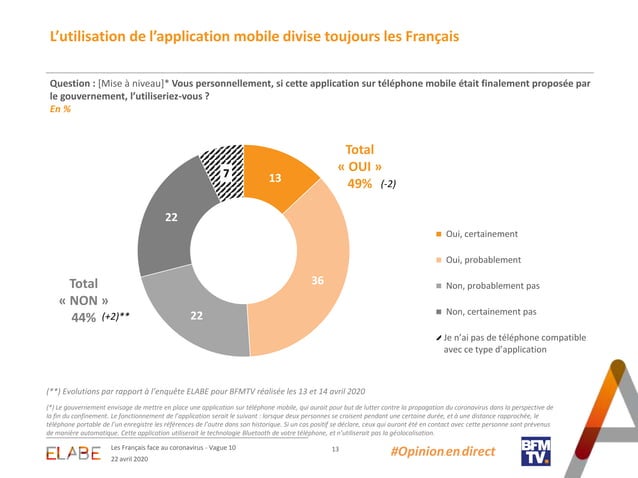 L’utilisation de l’application mobile divise toujours les Français
Question : [Mise à niveau]* Vous personnellement, si cette application sur téléphone mobile était finalement proposée par
le gouvernement, l’utiliseriez-vous ?
En %
Total
« OUI »
49% (-2)
7
13
22
36
22
Total
« NON »
44% (+2)**
Oui, certainement
Oui, probablement
Non, probablement pas
Non, certainement pas
Je n’ai pas de téléphone compatible
avec ce type d’application
(**) Evolutions par rapport à l’enquête ELABE pour BFMTV réalisée les 13 et 14 avril 2020
(*) Le gouvernement envisage de mettre en place une application sur téléphone mobile, qui aurait pour but de lutter contre la propagation du coronavirus dans la perspective de
la fin du confinement. Le fonctionnement de l’application serait le suivant : lorsque deux personnes se croisent pendant une certaine durée, et à une distance rapprochée, le
téléphone portable de l’un enregistre les références de l’autre dans son historique. Si un cas positif se déclare, ceux qui auront été en contact avec cette personne sont prévenus
de manière automatique. Cette application utiliserait le technologie Bluetooth de votre téléphone, et n’utiliserait pas la géolocalisation.
ELABE
Les Français face au coronavirus - Vague 10
22 avril 2020
13
#Opinion en direct
BFM
TV.